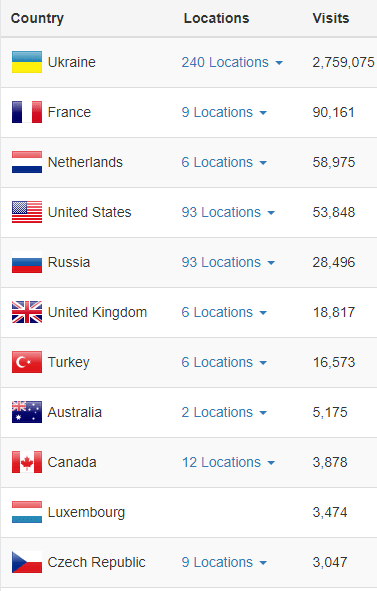 Country Locations Visits
Ukraine 240 Locations 2,759,075
France 9 Locations 90,161
Netherlands 6 Locations 58,975
United States 93 Locations 53,848
Russia 93 Locations 28,496
United Kingdom 6 Locations 18,817
Turkey 6 Locations 16,573
Australia 2 Locations 5,175
Canada 12 Locations 3,878
Luxembourg 3,474
Czech Republic 9 Locations 3,047